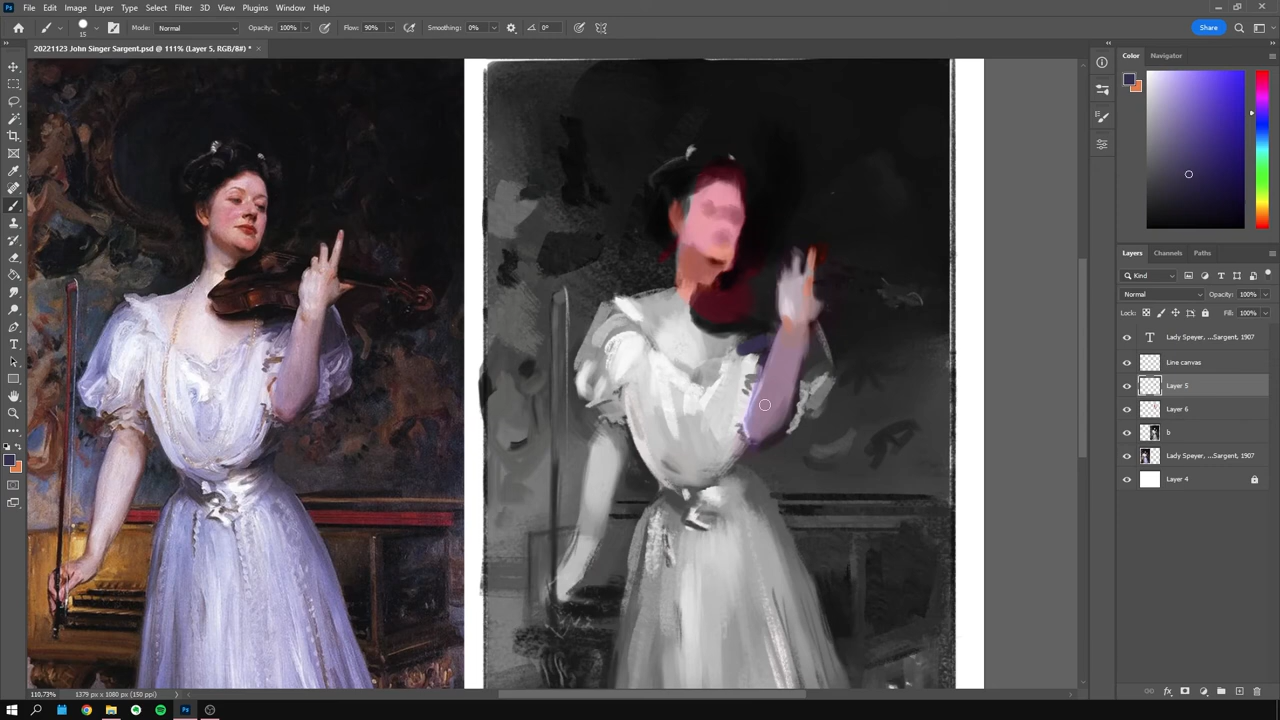 File Edit Image Layer Type Select Filter 3D View Plugins Window Help
15 Mode: Normal Opacity: 100% Flow: 90% Smoothing: 0% 0° Share
20221123 John Singer Sargent.psd @ 111% (Layer 5, RGB/8#) * ×
Color Navigator
Layers Channels Paths
Kind
Normal Opacity: 100%
Lock: Fill: 100%
T Lady Speyer, ...Sargent, 1907
Line canvas
Layer 5
Layer 6
b
Lady Speyer, ...Sargent, 1907
Layer 4
110,73% 1379 px x 1080 px (150 ppi)